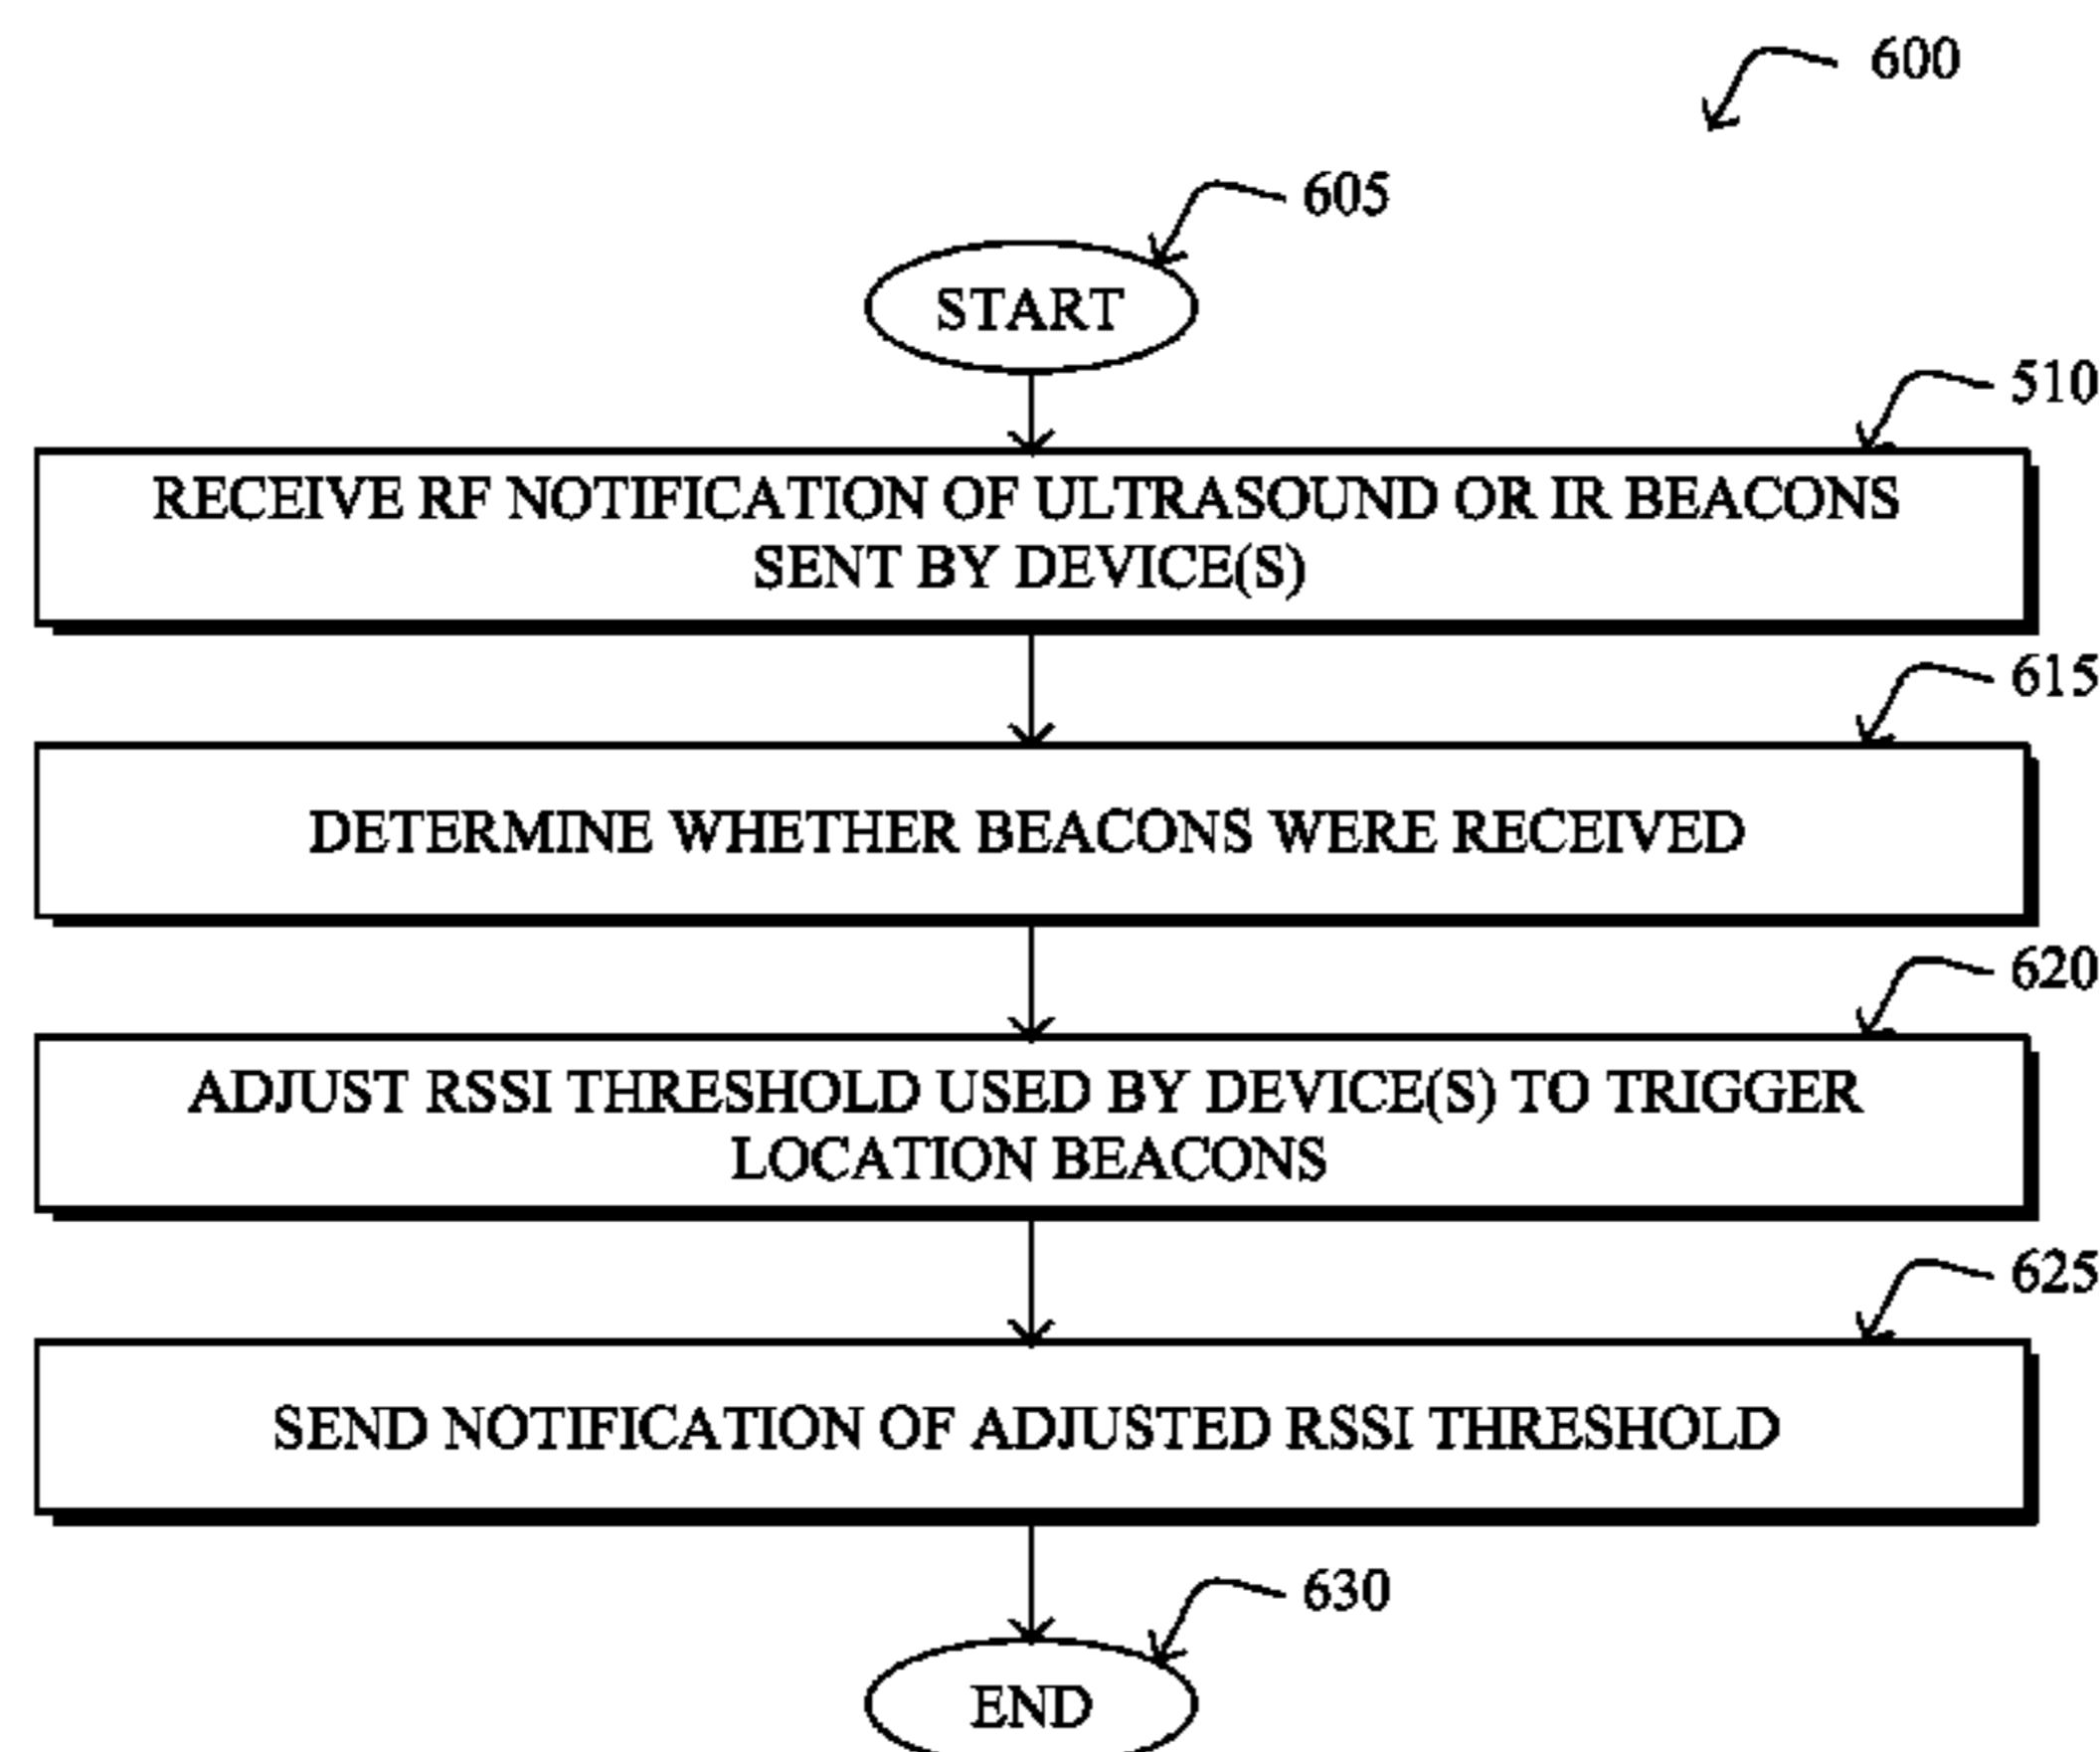 600
605
START
510
RECEIVE RF NOTIFICATION OF ULTRASOUND OR IR BEACONS
SENT BY DEVICE(S)
615
DETERMINE WHETHER BEACONS WERE RECEIVED
620
ADJUST RSSI THRESHOLD USED BY DEVICE(S) TO TRIGGER
LOCATION BEACONS
625
SEND NOTIFICATION OF ADJUSTED RSSI THRESHOLD
630
END